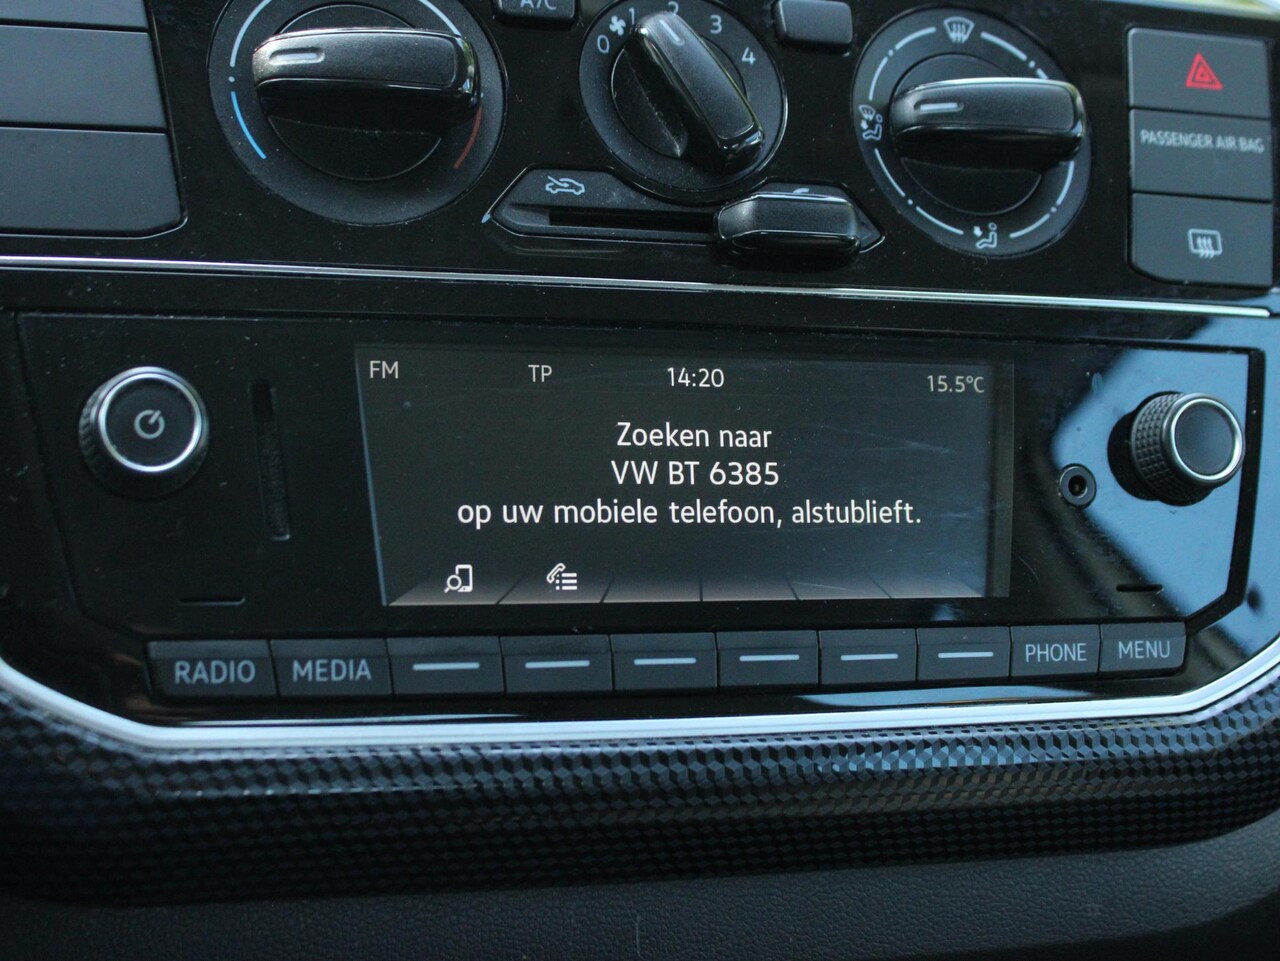 A/C
0 1 2 3 4
PASSENGER AIR BAG
FM TP 14:20 15.5°C
Zoeken naar
VW BT 6385
op uw mobiele telefoon, alstublieft.
RADIO MEDIA PHONE MENU